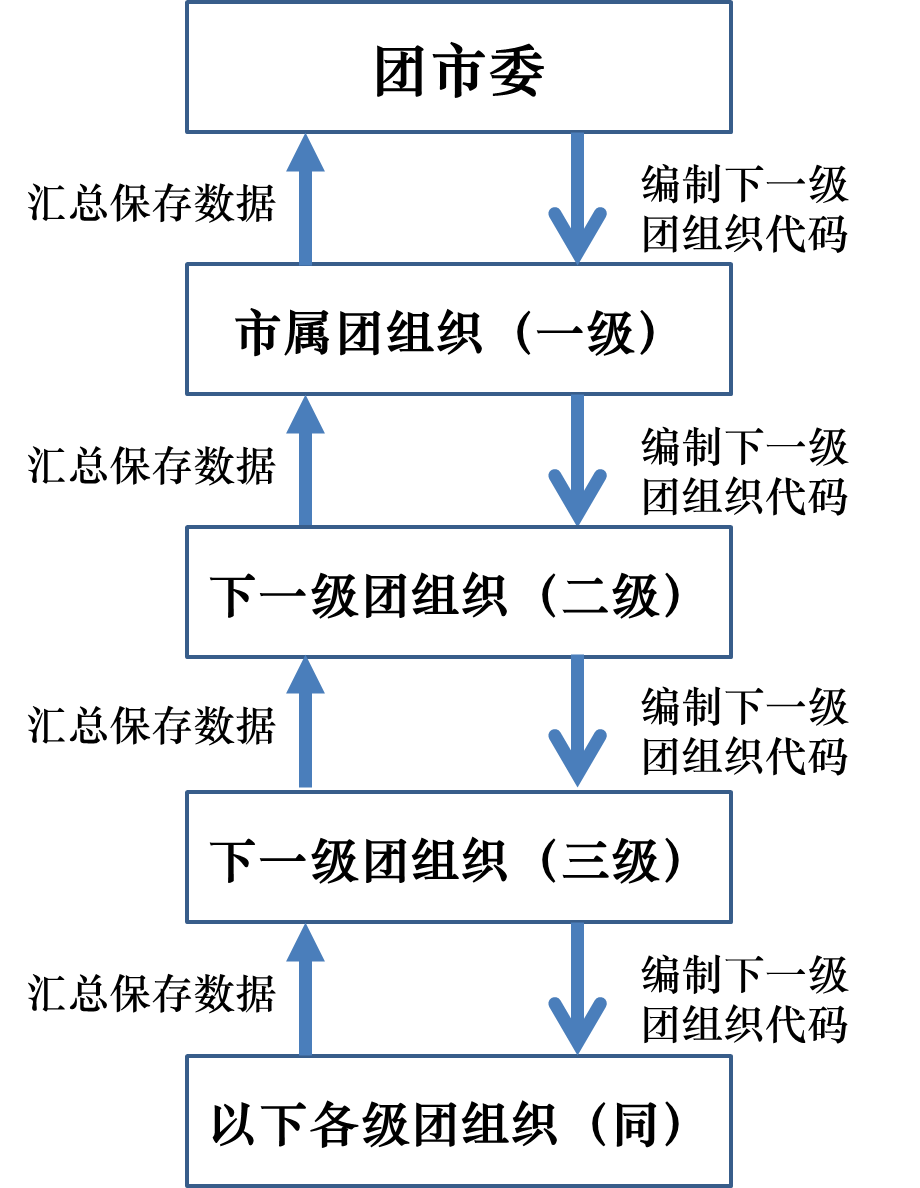 团市委
汇总保存数据
编制下一级
团组织代码
市属团组织（一级）
汇总保存数据
编制下一级
团组织代码
下一级团组织（二级）
汇总保存数据
编制下一级
团组织代码
下一级团组织（三级）
汇总保存数据
编制下一级
团组织代码
以下各级团组织（同）